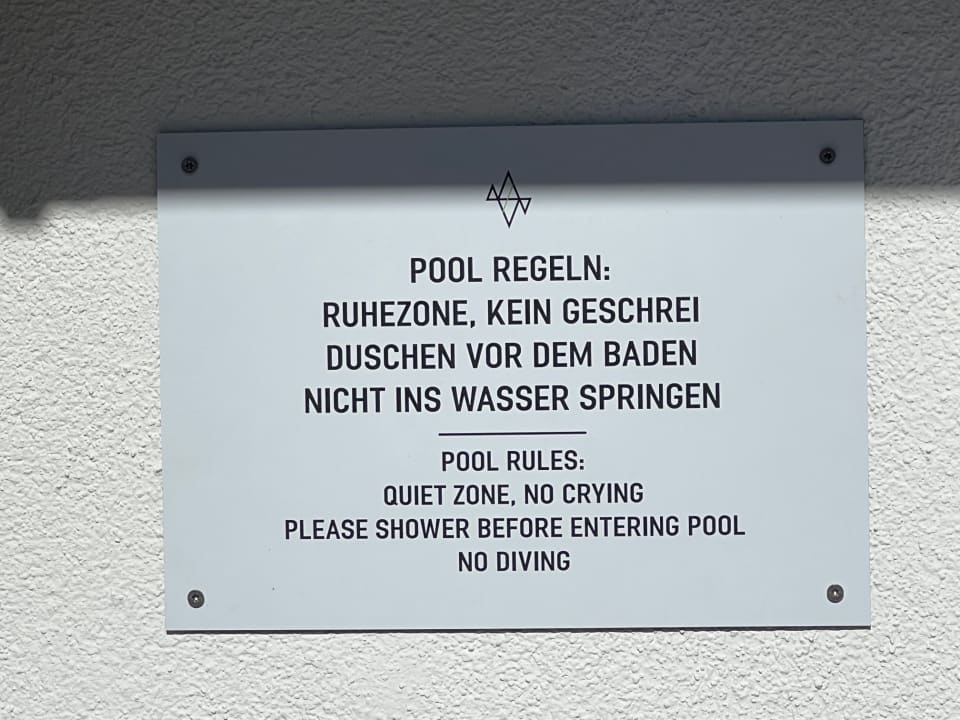 POOL REGELN:
RUHEZONE, KEIN GESCHREI
DUSCHEN VOR DEM BADEN
NICHT INS WASSER SPRINGEN
POOL RULES:
QUIET ZONE, NO CRYING
PLEASE SHOWER BEFORE ENTERING POOL
NO DIVING